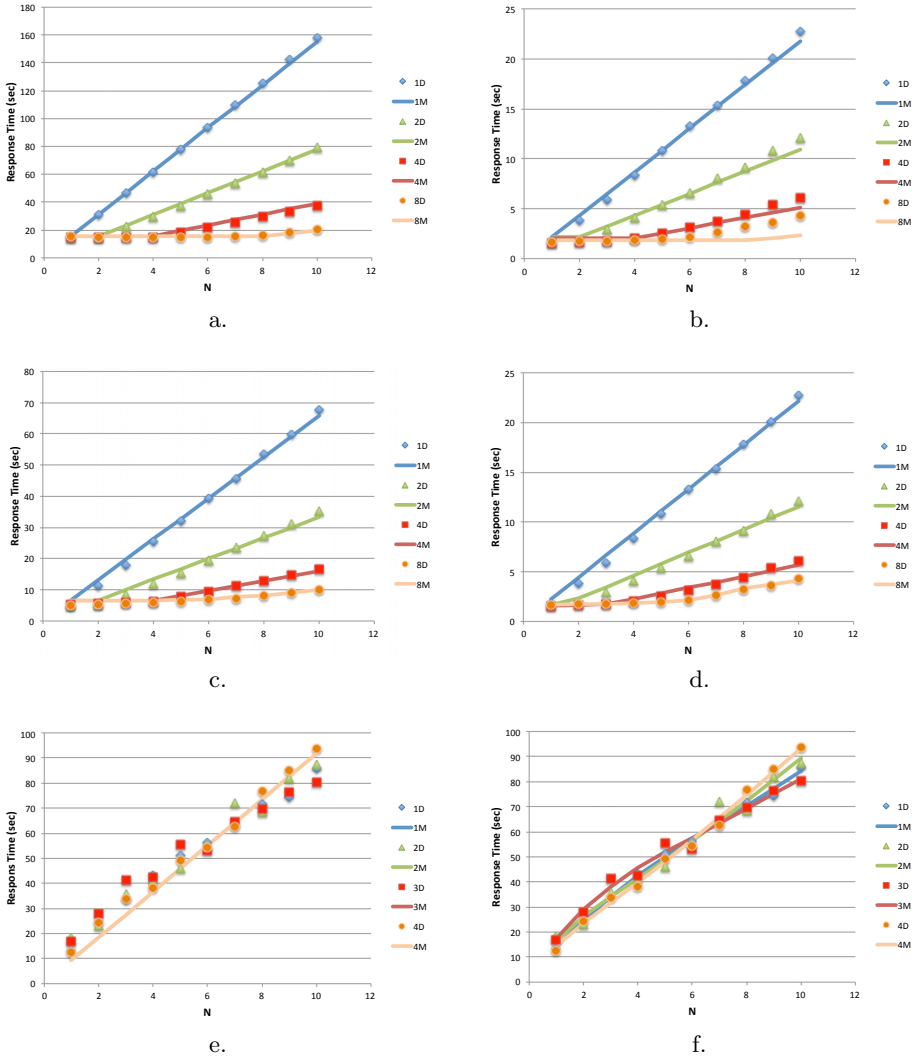 180
160
140
120
100
80
60
40
20
0
0 2 4 6 8 10 12
Response Time (sec)
N
1D
1M
2D
2M
4D
4M
8D
8M
a.
25
20
15
10
5
0
0 2 4 6 8 10 12
Response Time (sec)
N
1D
1M
2D
2M
4D
4M
8D
8M
b.
80
70
60
50
40
30
20
10
0
0 2 4 6 8 10 12
Response Time (sec)
N
1D
1M
2D
2M
4D
4M
8D
8M
c.
25
20
15
10
5
0
0 2 4 6 8 10 12
Response Time (sec)
N
1D
1M
2D
2M
4D
4M
8D
8M
d.
100
90
80
70
60
50
40
30
20
10
0
0 2 4 6 8 10 12
Respons Time (sec)
N
1D
1M
2D
2M
3D
3M
4D
4M
e.
100
90
80
70
60
50
40
30
20
10
0
0 2 4 6 8 10 12
Response Time (sec)
N
1D
1M
2D
2M
3D
3M
4D
4M
f.